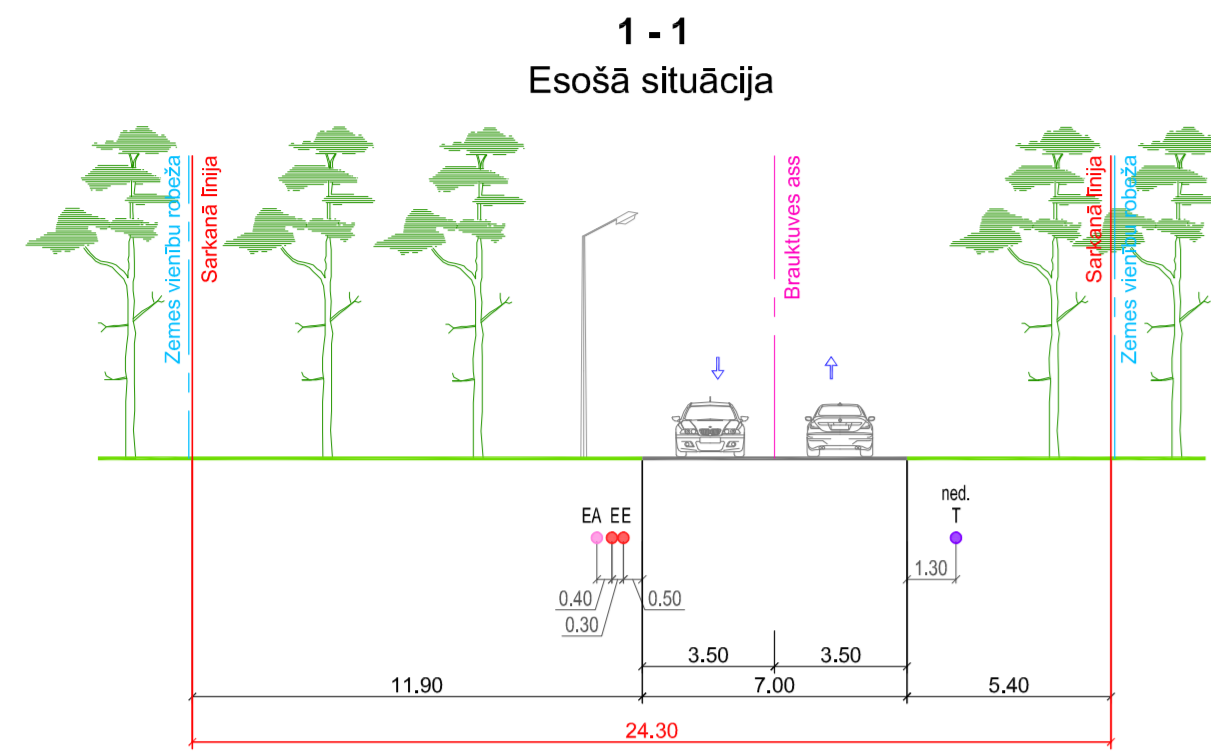 1 - 1
Esošā situācija
Zemes vienību robeža
Sarkanā līnija
Brauktuves ass
Sarkanā līnija
Zemes vienību robeža
EA EE
ned.
T
1.30
0.40
0.50
0.30
3.50
3.50
11.90
7.00
5.40
24.30